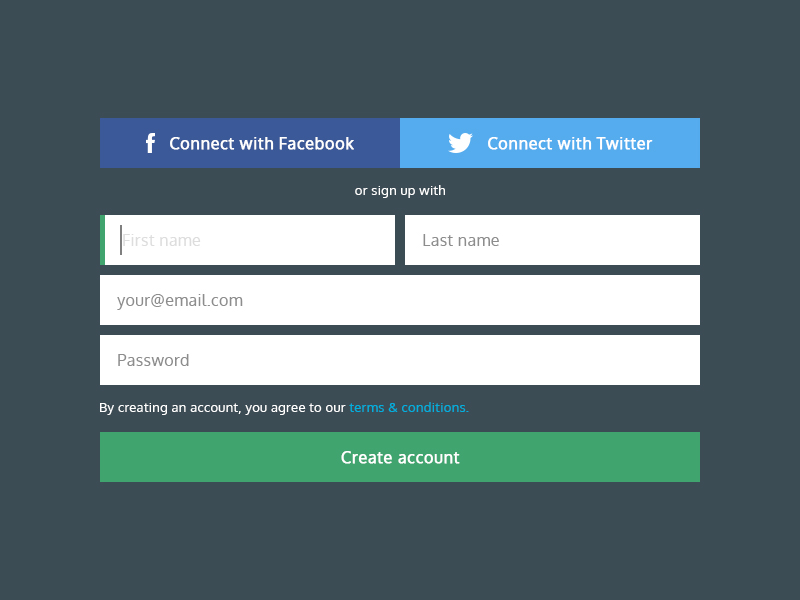 Connect with Facebook
Connect with Twitter
or sign up with
First name
Last name
your@email.com
Password
By creating an account, you agree to our terms & conditions.
Create account